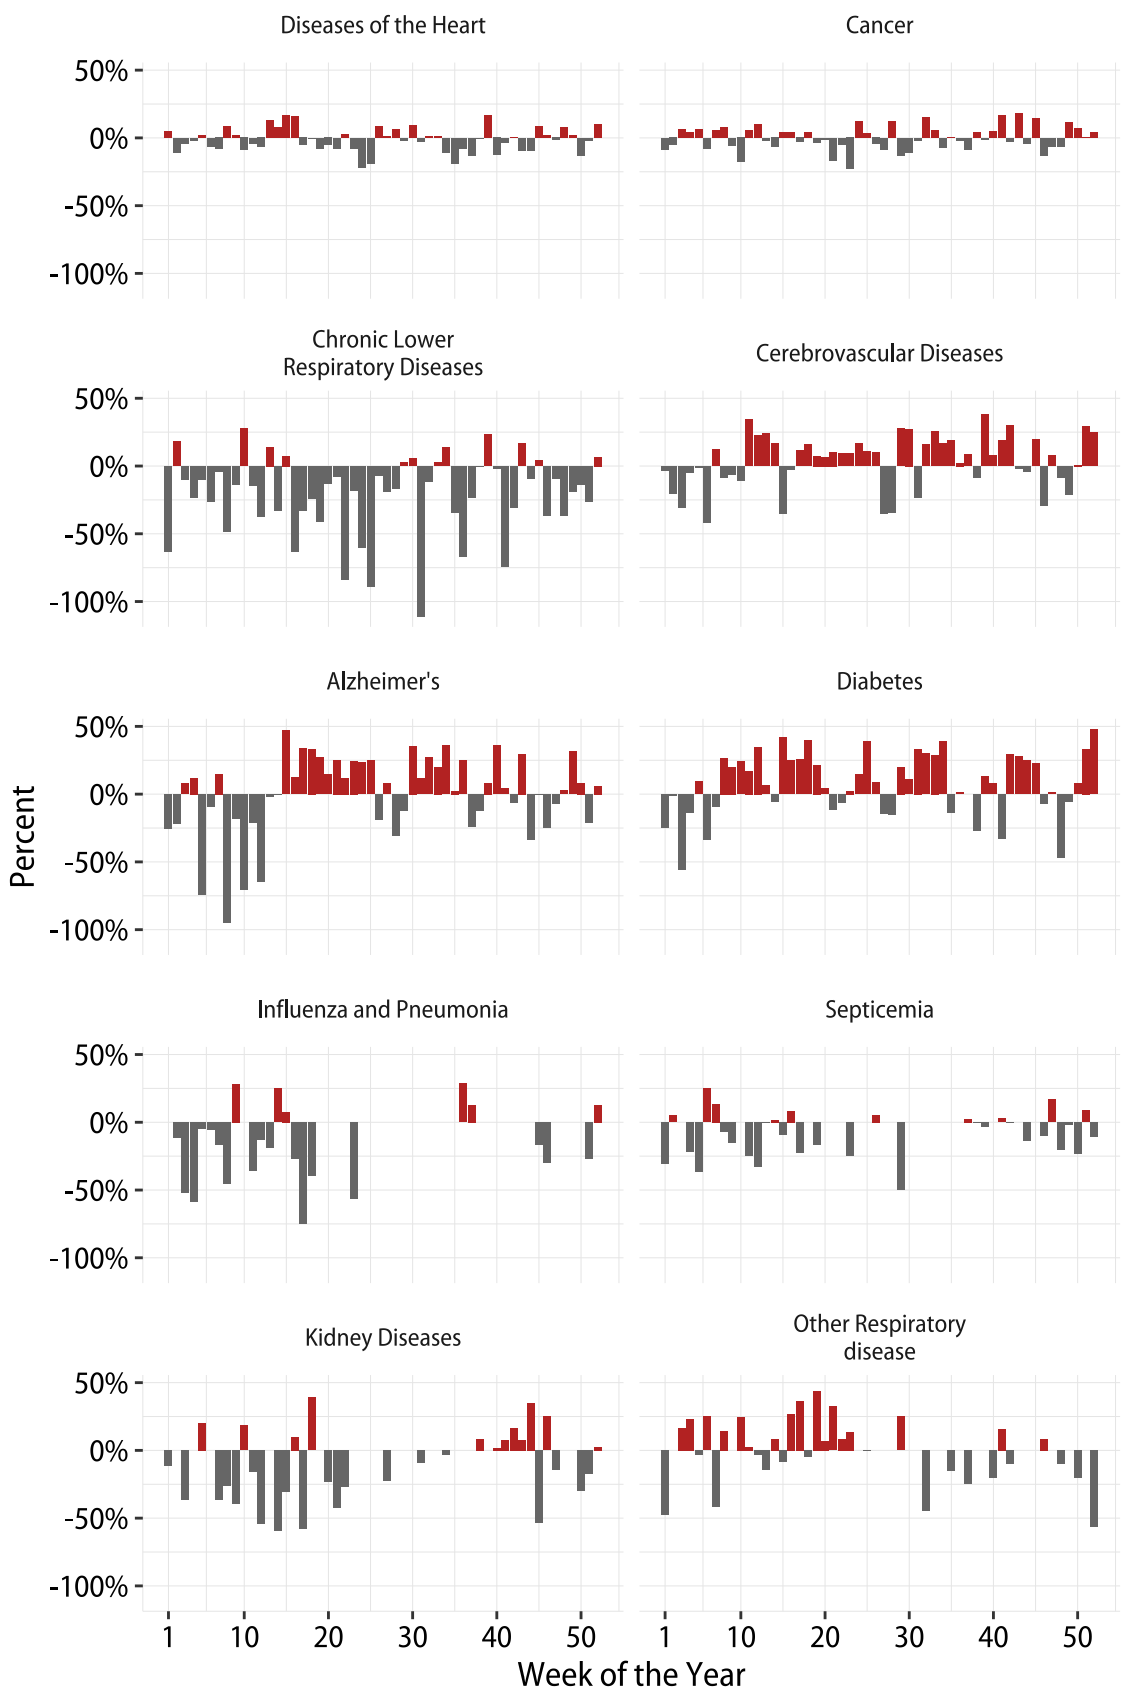 Diseases of the Heart
Cancer
50%
0%
-50%
-100%
Chronic Lower
Respiratory Diseases
Cerebrovascular Diseases
50%
0%
-50%
-100%
Alzheimer's
Diabetes
50%
0%
-50%
-100%
Percent
Influenza and Pneumonia
Septicemia
50%
0%
-50%
-100%
Kidney Diseases
Other Respiratory
disease
50%
0%
-50%
-100%
1 10 20 30 40 50 1 10 20 30 40 50
Week of the Year